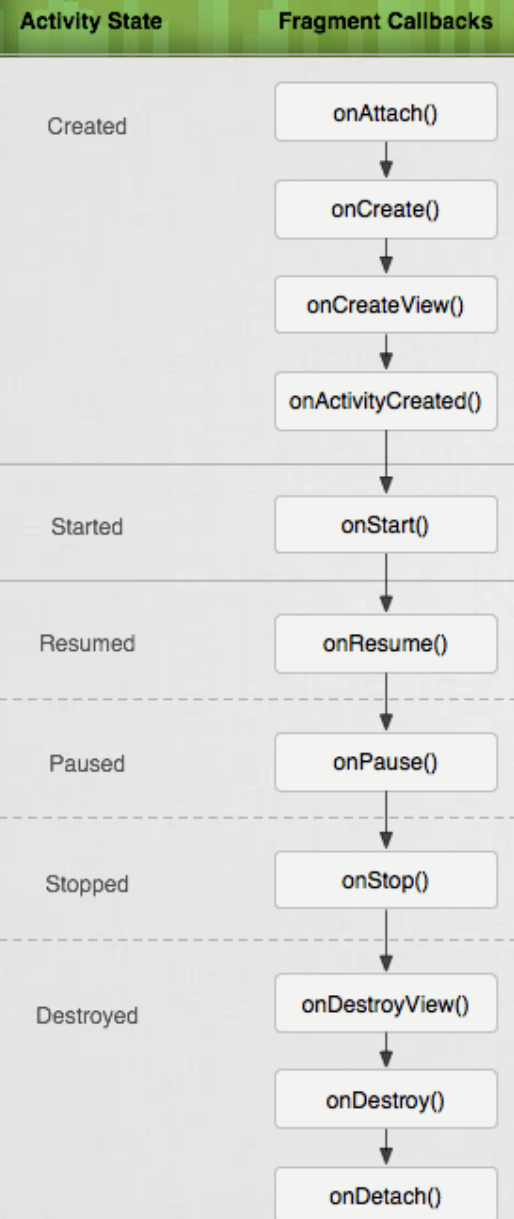 Activity State Fragment Callbacks
Created
onAttach()
onCreate()
onCreateView()
onActivityCreated()
Started
onStart()
Resumed
onResume()
Paused
onPause()
Stopped
onStop()
Destroyed
onDestroyView()
onDestroy()
onDetach()